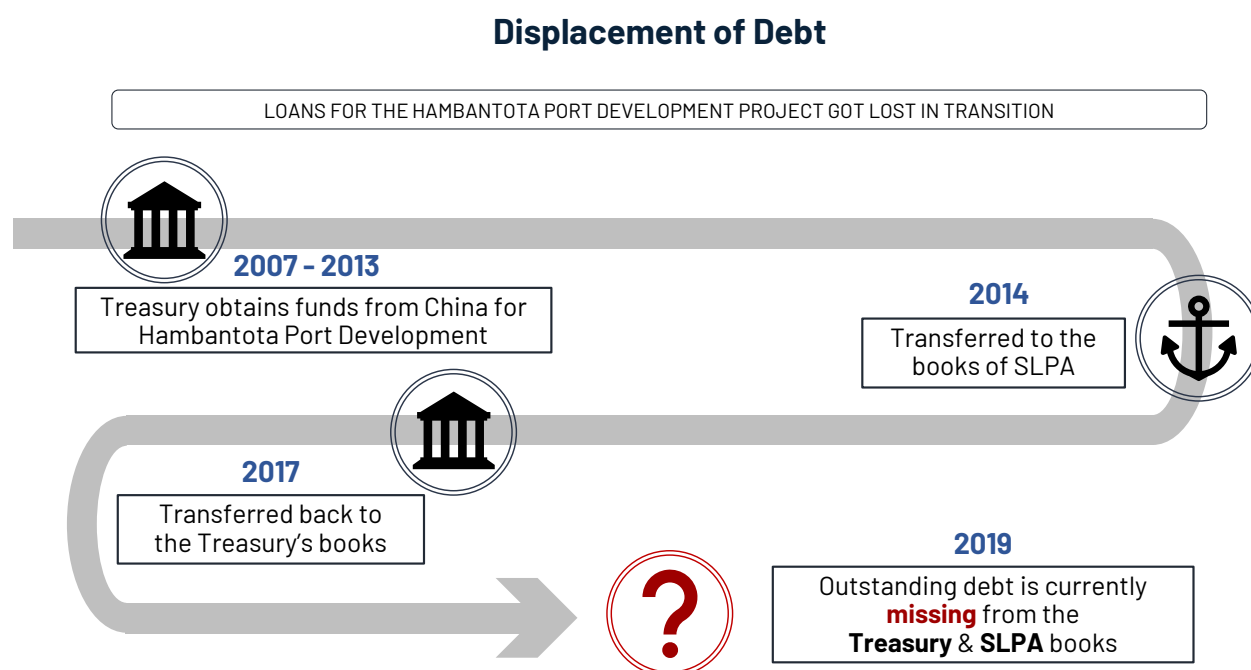 Displacement of Debt
LOANS FOR THE HAMBANTOTA PORT DEVELOPMENT PROJECT GOT LOST IN TRANSITION
2007 - 2013
Treasury obtains funds from China for
Hambantota Port Development
2014
Transferred to the
books of SLPA
2017
Transferred back to
the Treasury’s books
2019
Outstanding debt is currently
missing from the
Treasury & SLPA books
?